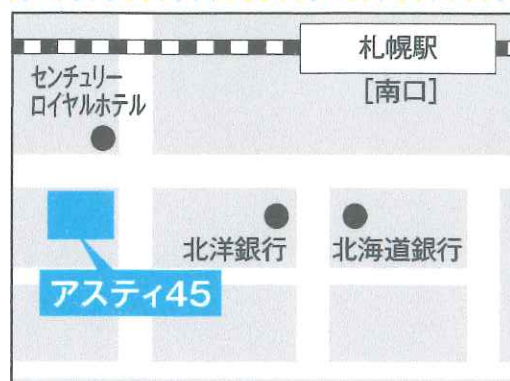 札幌駅
[南口]
センチュリー
ロイヤルホテル
北洋銀行
北海道銀行
アスティ45